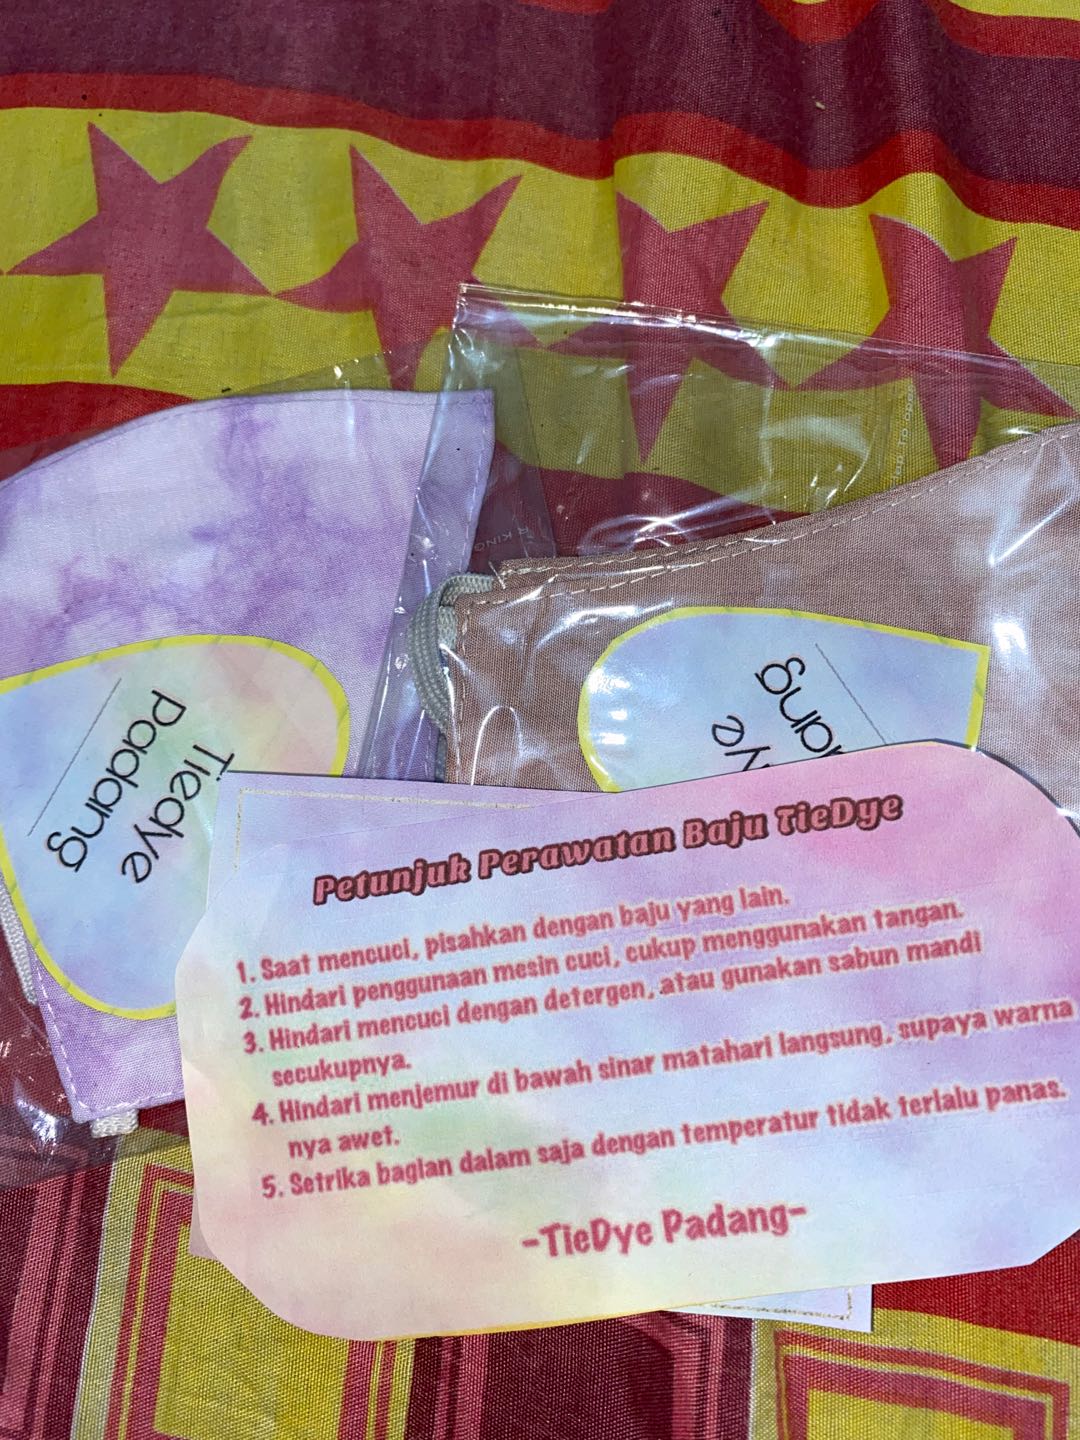 Tiedye
padang
Petunjuk Perawatan Baju TieDye
1. Saat mencuci, pisahkan dengan baju yang lain.
2. Hindari penggunaan mesin cuci, cukup menggunakan tangan.
3. Hindari mencuci dengan detergen, atau gunakan sabun mandi
secukupnya.
4. Hindari menjemur di bawah sinar matahari langsung, supaya warna
nya awet.
5. Setrika bagian dalam saja dengan temperatur tidak terlalu panas.
-TieDye Padang-